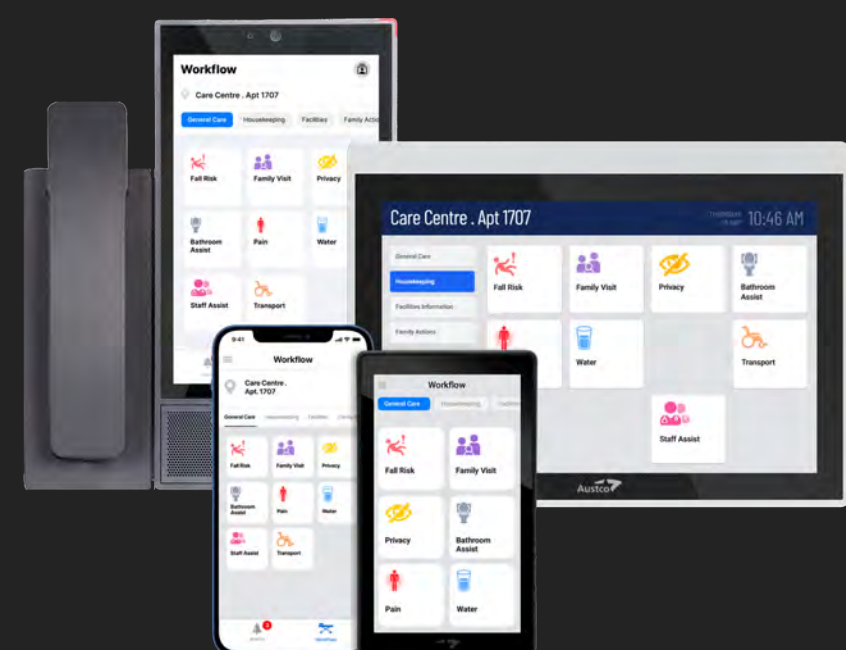 Workflow
Care Centre . Apt 1707
General Care
Housekeeping
Facilities
Family Actio
Fall Risk
Family Visit
Privacy
Bathroom
Assist
Pain
Water
Staff Assist
Transport
Care Centre . Apt 1707
10:46 AM
General Care
Housekeeping
Facilities Information
Family Actions
Fall Risk
Family Visit
Privacy
Bathroom
Assist
Water
Transport
Staff Assist
Austco
9:41
Workflow
Care Centre .
Apt. 1707
General Care
Housekeeping
Facilities
Fall Risk
Family Visit
Privacy
Bathroom
Assist
Pain
Water
Staff Assist
Transport
Workflow
General Care
Housekeeping
Fall Risk
Family Visit
Privacy
Bathroom
Assist
Pain
Water